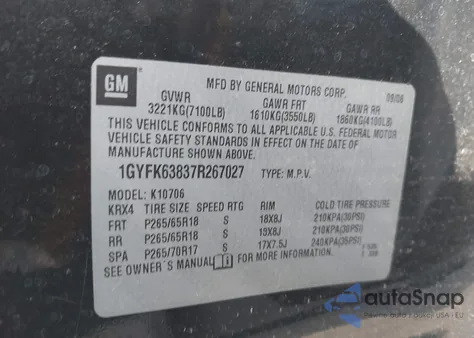 GM
MFD BY GENERAL MOTORS CORP.
09/06
GVWR GAWR FRT GAWR RR
3221KG(7100LB) 1610KG(3550LB) 1860KG(4100LB)
THIS VEHICLE CONFORMS TO ALL APPLICABLE U.S. FEDERAL MOTOR
VEHICLE SAFETY STANDARDS IN EFFECT ON THE DATE OF
MANUFACTURE SHOWN ABOVE.
1GYFK63837R267027 TYPE: M.P.V.
MODEL: K10706
KRX4 TIRE SIZE SPEED RTG RIM COLD TIRE PRESSURE
FRT P265/65R18 S 18X8J 210KPA(30PSI)
RR P265/65R18 S 18X8J 210KPA(30PSI)
SPA P265/70R17 S 17X7.5J 240KPA(35PSI)
SEE OWNER'S MANUAL FOR ADDITIONAL INFORMATION.
autoSnap